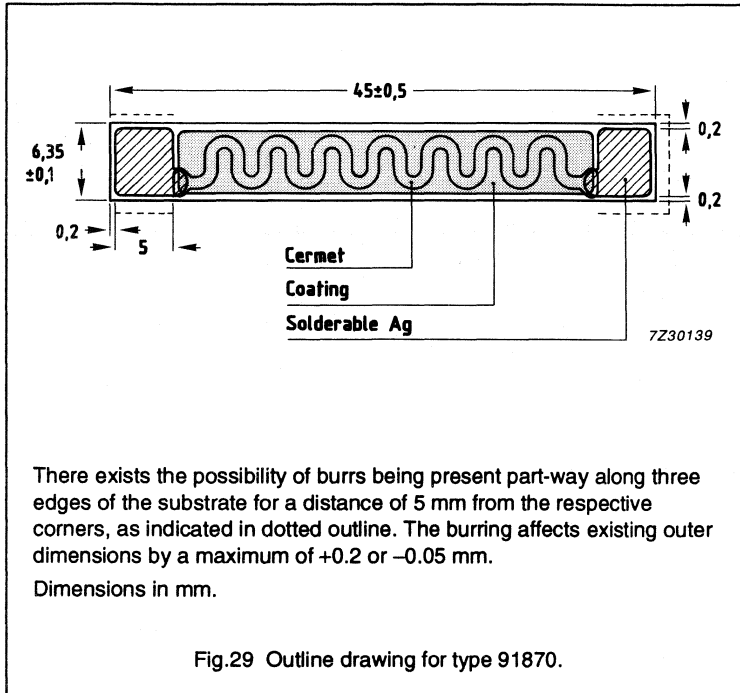 45±0,5
6,35
±0,1
0,2
0,2
0,2
5
Cermet
Coating
Solderable Ag
7Z30139
There exists the possibility of burrs being present part-way along three
edges of the substrate for a distance of 5 mm from the respective
corners, as indicated in dotted outline. The burring affects existing outer
dimensions by a maximum of +0.2 or –0.05 mm.
Dimensions in mm.
Fig.29 Outline drawing for type 91870.